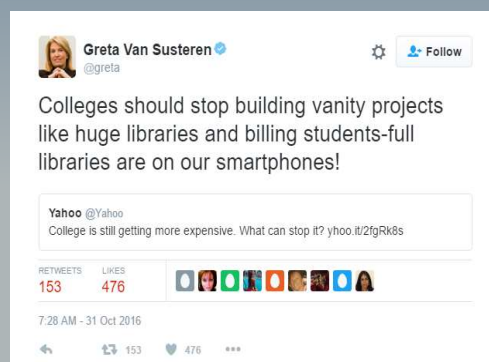 Greta Van Susteren
@greta
Follow
Colleges should stop building vanity projects
like huge libraries and billing students-full
libraries are on our smartphones!
Yahoo @Yahoo
College is still getting more expensive. What can stop it? yhoo.it/2fgRk8s
RETWEETS LIKES
153 476
7:28 AM - 31 Oct 2016
153 476